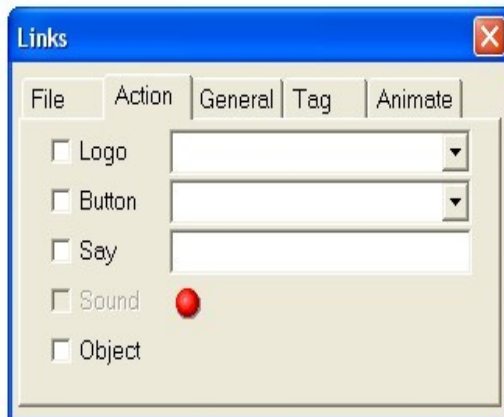 Links
File Action General Tag Animate
Logo
Button
Say
Sound
Object